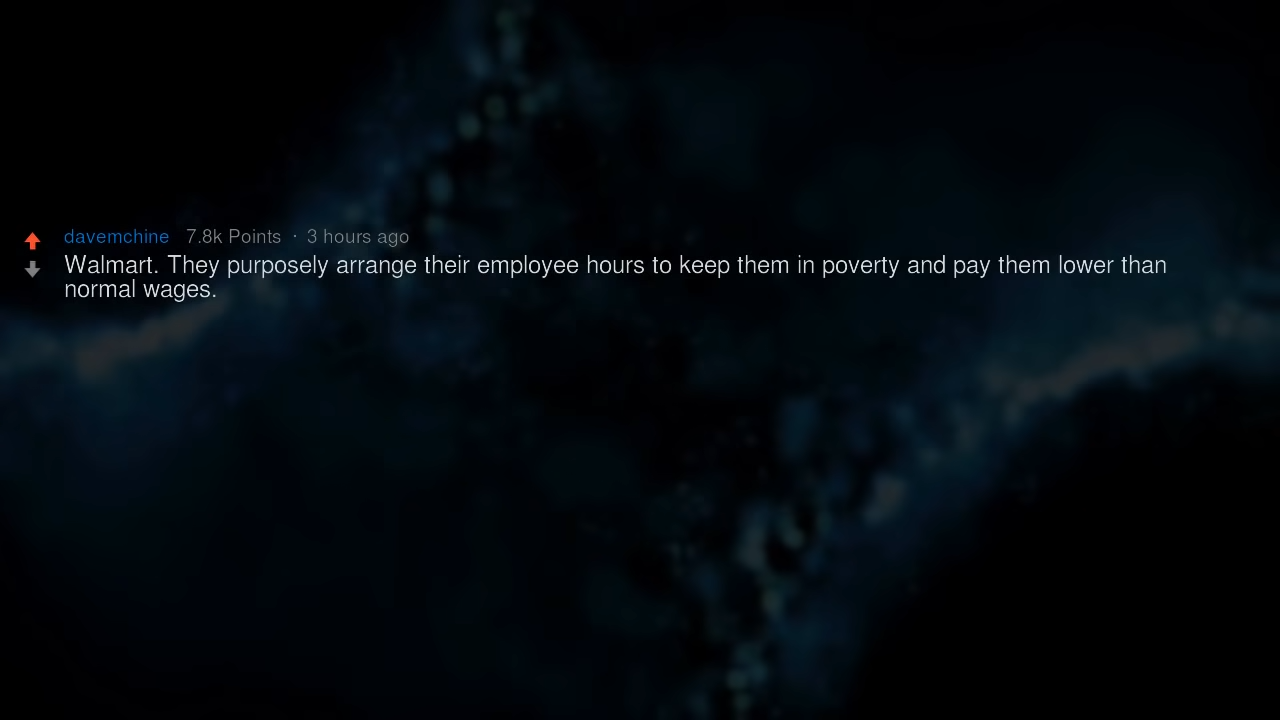 davemchine 7.8k Points · 3 hours ago
Walmart. They purposely arrange their employee hours to keep them in poverty and pay them lower than
normal wages.